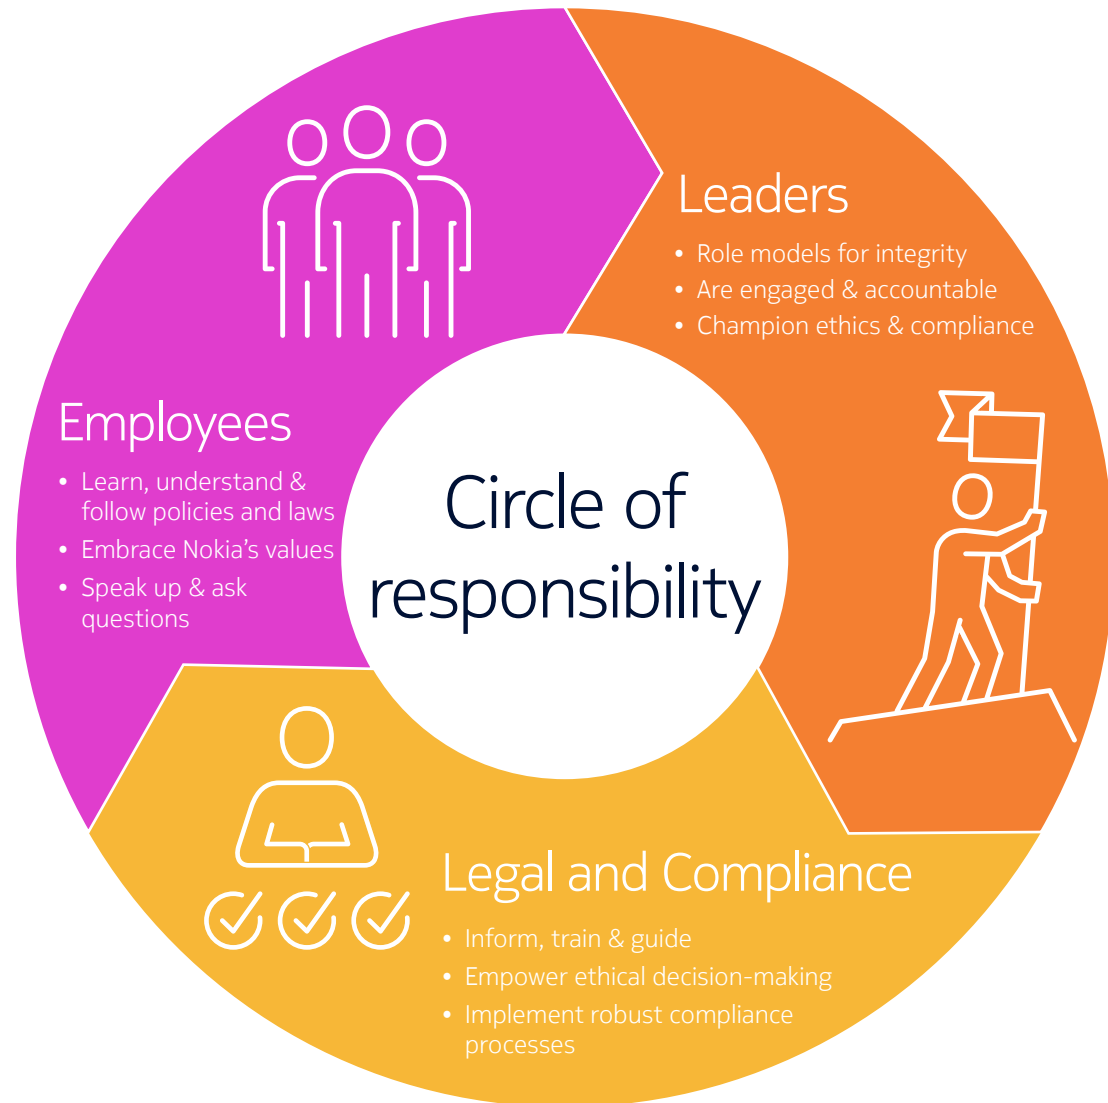 Circle of
responsibility
Leaders
• Role models for integrity
• Are engaged & accountable
• Champion ethics & compliance
Legal and Compliance
• Inform, train & guide
• Empower ethical decision-making
• Implement robust compliance
processes
Employees
• Learn, understand &
follow policies and laws
• Embrace Nokia’s values
• Speak up & ask
questions